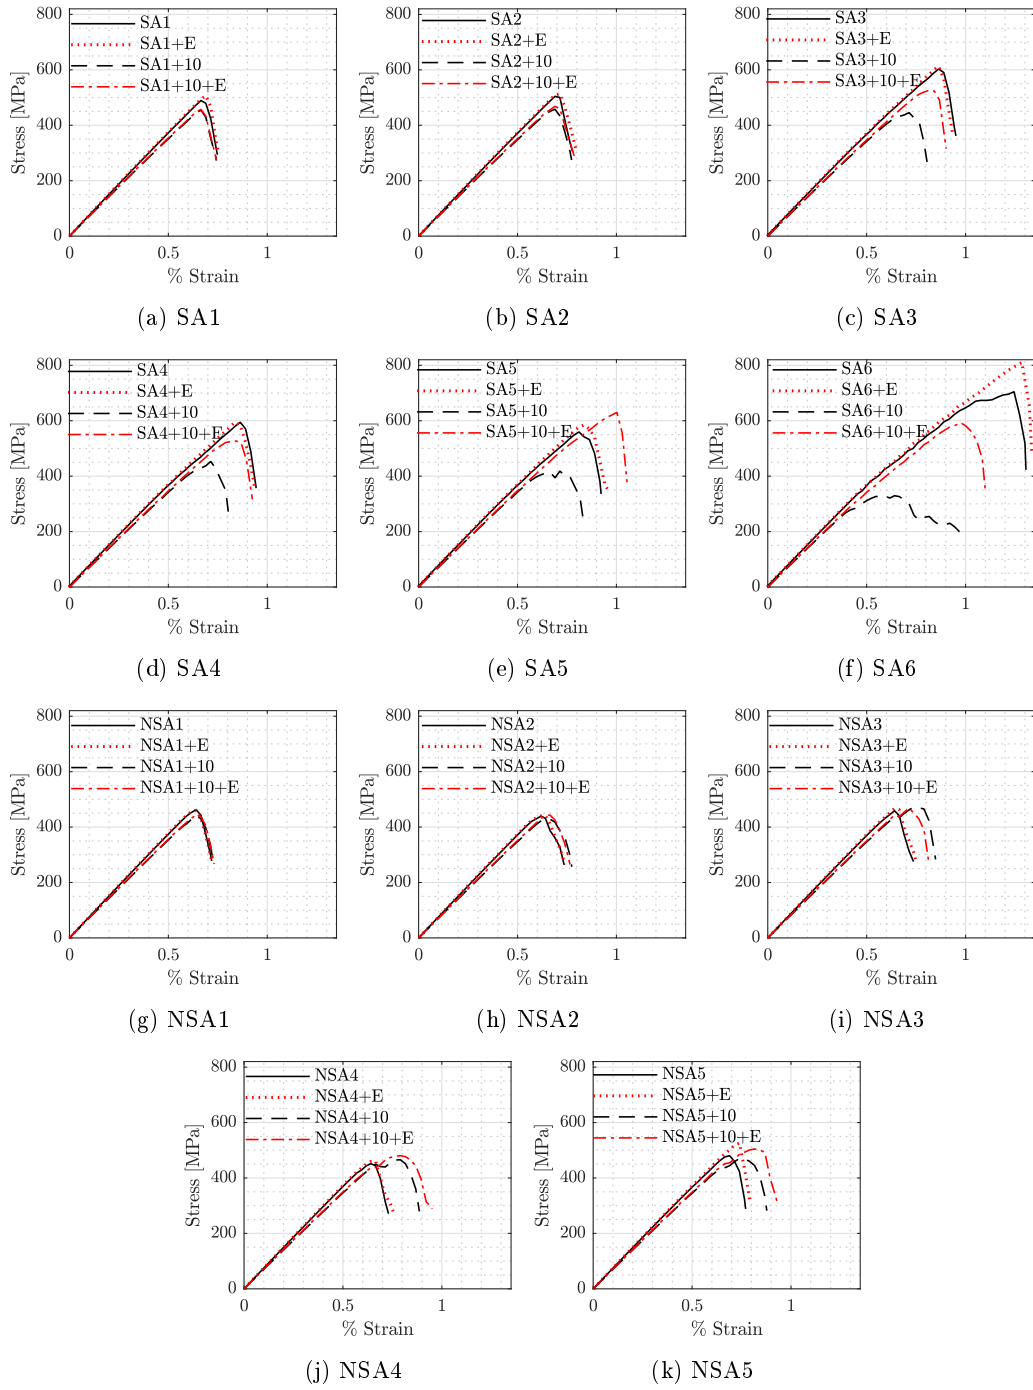 800
600
400
200
0
Stress [MPa]
SA1
SA1+E
SA1+10
SA1+10+E
0
0.5
1
% Strain
(a) SA1
800
600
400
200
0
Stress [MPa]
SA2
SA2+E
SA2+10
SA2+10+E
0
0.5
1
% Strain
(b) SA2
800
600
400
200
0
Stress [MPa]
SA3
SA3+E
SA3+10
SA3+10+E
0
0.5
1
% Strain
(c) SA3
800
600
400
200
0
Stress [MPa]
SA4
SA4+E
SA4+10
SA4+10+E
0
0.5
1
% Strain
(d) SA4
800
600
400
200
0
Stress [MPa]
SA5
SA5+E
SA5+10
SA5+10+E
0
0.5
1
% Strain
(e) SA5
800
600
400
200
0
Stress [MPa]
SA6
SA6+E
SA6+10
SA6+10+E
0
0.5
1
% Strain
(f) SA6
800
600
400
200
0
Stress [MPa]
NSA1
NSA1+E
NSA1+10
NSA1+10+E
0
0.5
1
% Strain
(g) NSA1
800
600
400
200
0
Stress [MPa]
NSA2
NSA2+E
NSA2+10
NSA2+10+E
0
0.5
1
% Strain
(h) NSA2
800
600
400
200
0
Stress [MPa]
NSA3
NSA3+E
NSA3+10
NSA3+10+E
0
0.5
1
% Strain
(i) NSA3
800
600
400
200
0
Stress [MPa]
NSA4
NSA4+E
NSA4+10
NSA4+10+E
0
0.5
1
% Strain
(j) NSA4
800
600
400
200
0
Stress [MPa]
NSA5
NSA5+E
NSA5+10
NSA5+10+E
0
0.5
1
% Strain
(k) NSA5